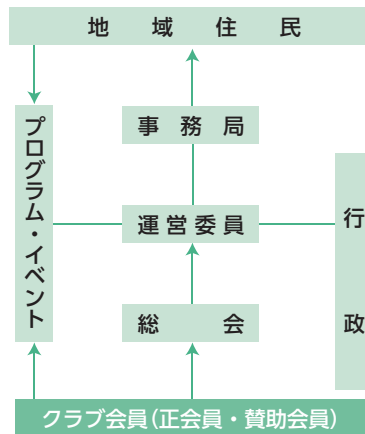 地域住民
事務局
プログラム・イベント
運営委員
行政
総会
クラブ会員(正会員・賛助会員)